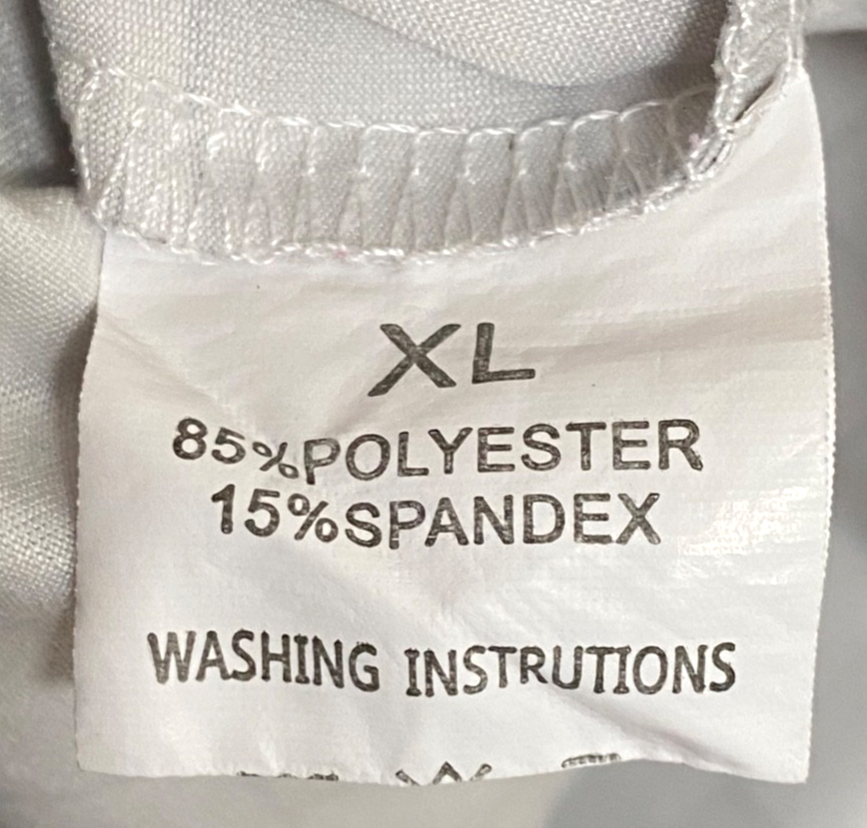 XL
85%POLYESTER
15%SPANDEX
WASHING INSTRUTIONS